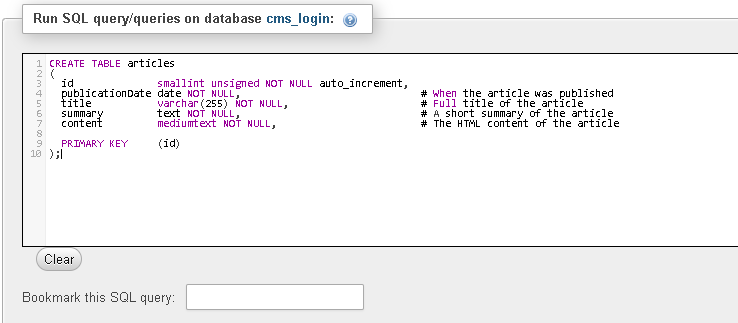 Run SQL query/queries on database cms_login:
1 CREATE TABLE articles
2 (
3 id smallint unsigned NOT NULL auto_increment,
4 publicationDate date NOT NULL, # When the article was published
5 title varchar(255) NOT NULL, # Full title of the article
6 summary text NOT NULL, # A short summary of the article
7 content mediumtext NOT NULL, # The HTML content of the article
8
9 PRIMARY KEY (id)
10 );
Clear
Bookmark this SQL query: